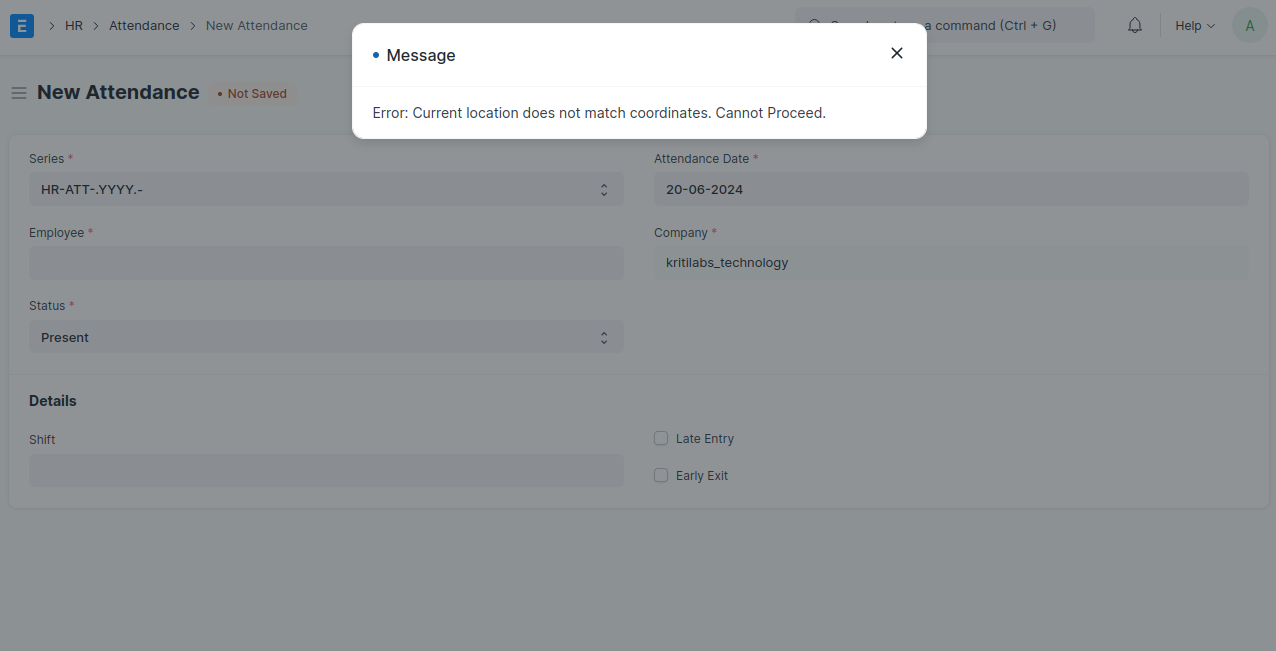 E HR Attendance New Attendance
a command (Ctrl + G)
Help
A
Message
Error: Current location does not match coordinates. Cannot Proceed.
New Attendance
Not Saved
Series *
HR-ATT-.YYYY.-
Attendance Date *
20-06-2024
Employee *
Company *
kritilabs_technology
Status *
Present
Details
Shift
Late Entry
Early Exit